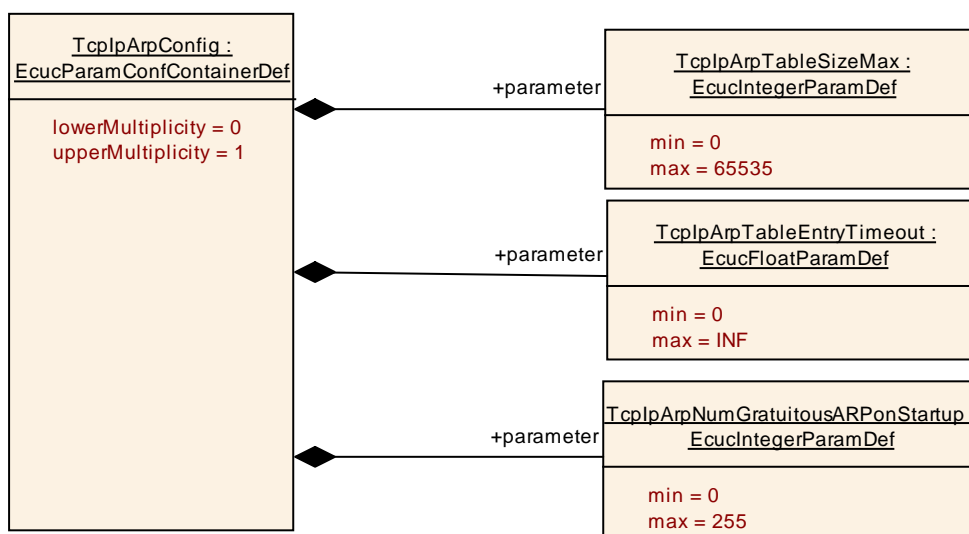 TcpIpArpConfig :
EcucParamConfContainerDef
lowerMultiplicity = 0
upperMultiplicity = 1
+parameter
TcpIpArpTableSizeMax :
EcucIntegerParamDef
min = 0
max = 65535
+parameter
TcpIpArpTableEntryTimeout :
EcucFloatParamDef
min = 0
max = INF
+parameter
TcpIpArpNumGratuitousARPonStartup
EcucIntegerParamDef
min = 0
max = 255